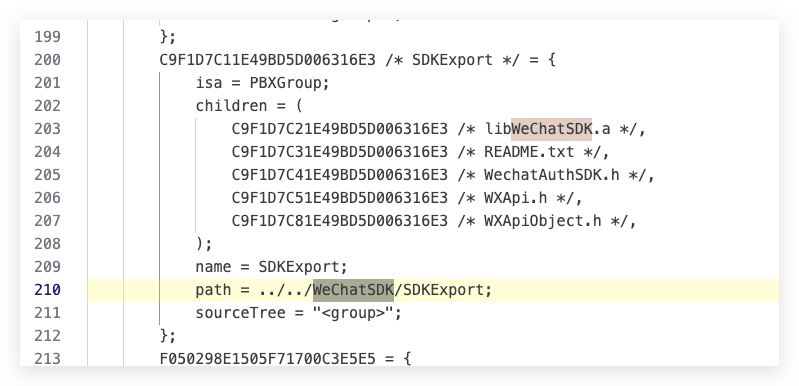 199 };
200 C9F1D7C11E49BD5D006316E3 /* SDKExport */ = {
201 isa = PBXGroup;
202 children = (
203 C9F1D7C21E49BD5D006316E3 /* libWeChatSDK.a */,
204 C9F1D7C31E49BD5D006316E3 /* README.txt */,
205 C9F1D7C41E49BD5D006316E3 /* WechatAuthSDK.h */,
206 C9F1D7C51E49BD5D006316E3 /* WXApi.h */,
207 C9F1D7C81E49BD5D006316E3 /* WXApiObject.h */,
208 );
209 name = SDKExport;
210 path = ../../WeChatSDK/SDKExport;
211 sourceTree = "<group>";
212 };
213 F050298E1505F71700C3E5E5 = {